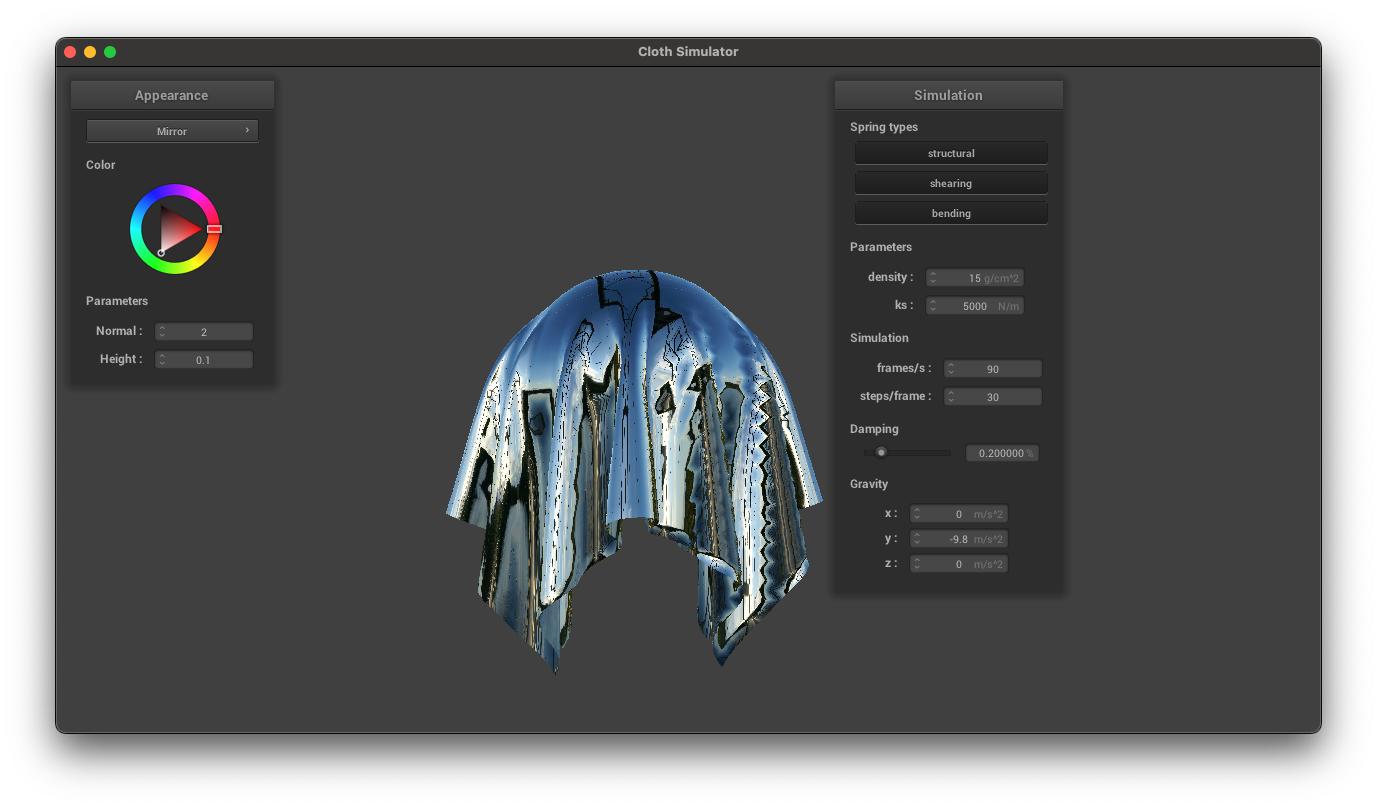 Cloth Simulator
Appearance
Mirror ›
Color
Parameters
Normal : 2
Height : 0.1
Simulation
Spring types
structural
shearing
bending
Parameters
density : 15 g/cm^2
ks : 5000 N/m
Simulation
frames/s : 90
steps/frame : 30
Damping
0.200000 %
Gravity
x : 0 m/s^2
y : -9.8 m/s^2
z : 0 m/s^2